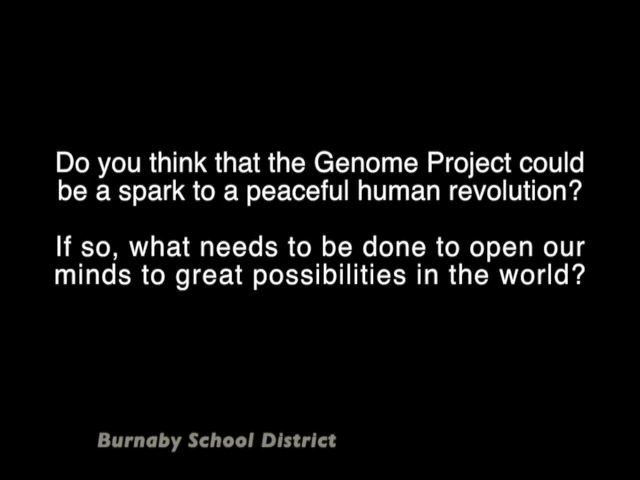 Do you think that the Genome Project could
be a spark to a peaceful human revolution?
If so, what needs to be done to open our
minds to great possibilities in the world?
Burnaby School District